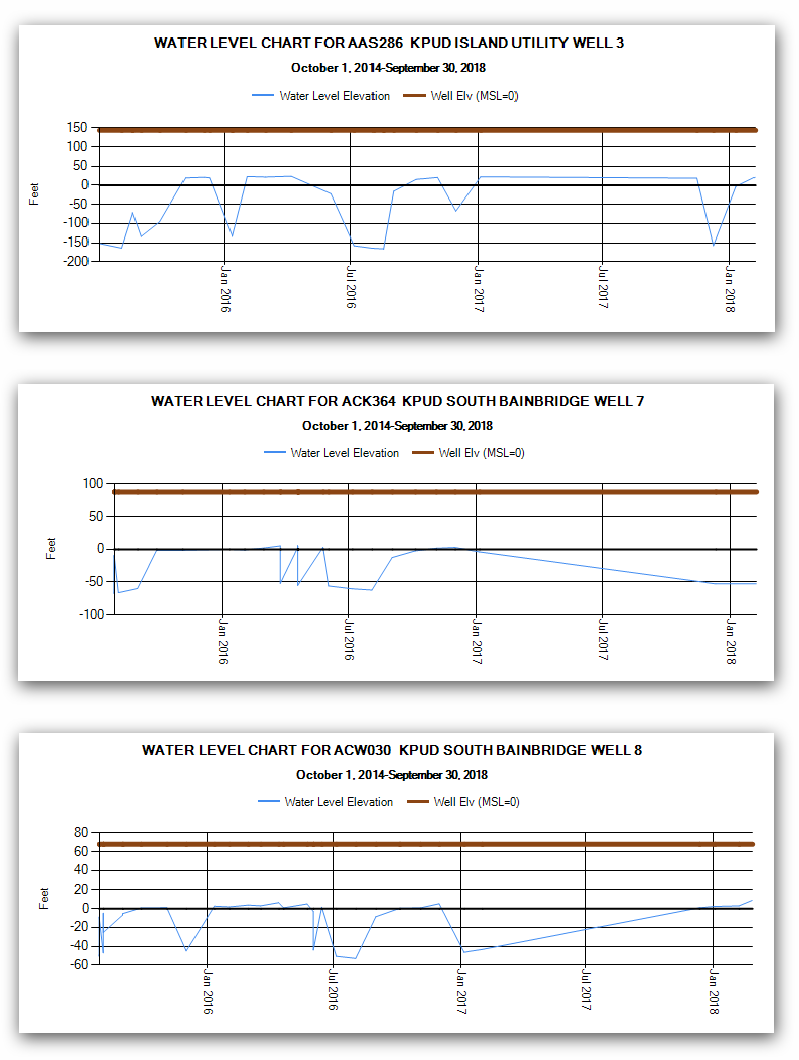 WATER LEVEL CHART FOR AAS286 KPUD ISLAND UTILITY WELL 3
October 1, 2014-September 30, 2018
Water Level Elevation Well Elv (MSL=0)
Feet
150
100
50
0
-50
-100
-150
-200
Jan 2016 Jul 2016 Jan 2017 Jul 2017 Jan 2018
WATER LEVEL CHART FOR ACK364 KPUD SOUTH BAINBRIDGE WELL 7
October 1, 2014-September 30, 2018
Water Level Elevation Well Elv (MSL=0)
Feet
100
50
0
-50
-100
Jan 2016 Jul 2016 Jan 2017 Jul 2017 Jan 2018
WATER LEVEL CHART FOR ACW030 KPUD SOUTH BAINBRIDGE WELL 8
October 1, 2014-September 30, 2018
Water Level Elevation Well Elv (MSL=0)
Feet
80
60
40
20
0
-20
-40
-60
Jan 2016 Jul 2016 Jan 2017 Jul 2017 Jan 2018